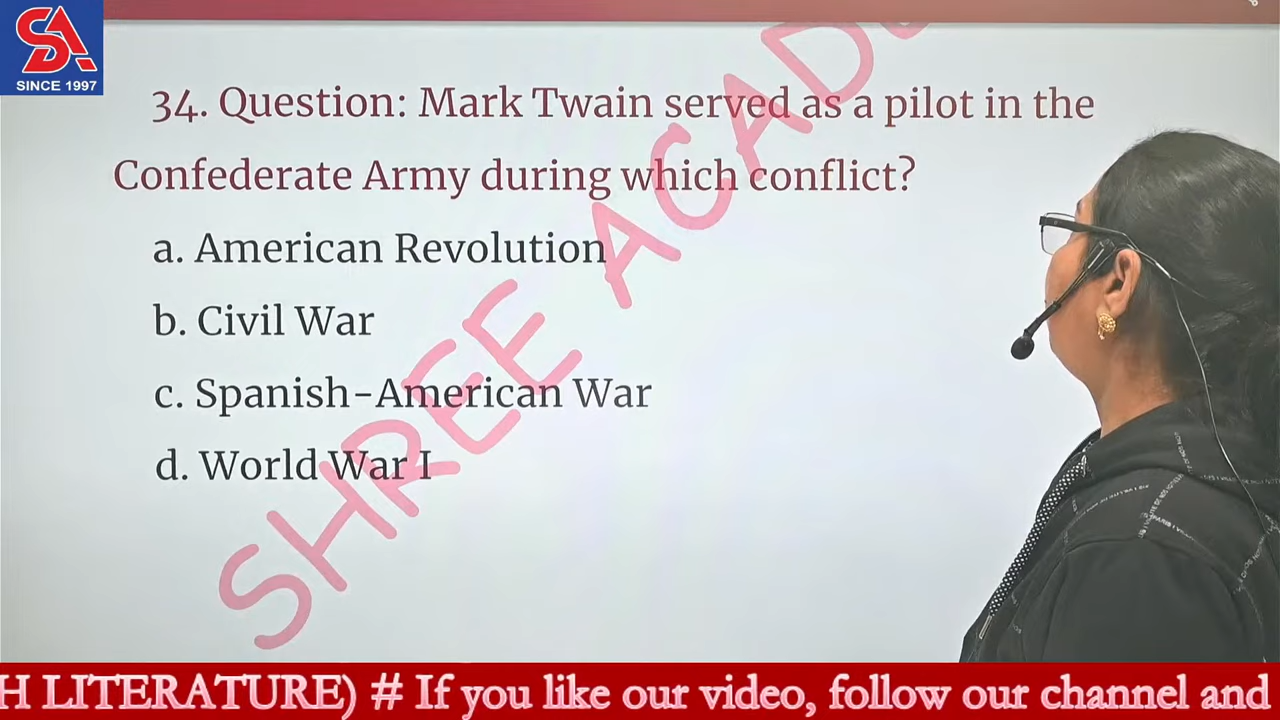 SA
SINCE 1997
34. Question: Mark Twain served as a pilot in the
Confederate Army during which conflict?
a. American Revolution
b. Civil War
c. Spanish-American War
d. World War I
SHREE ACADE
H LITERATURE) # If you like our video, follow our channel and